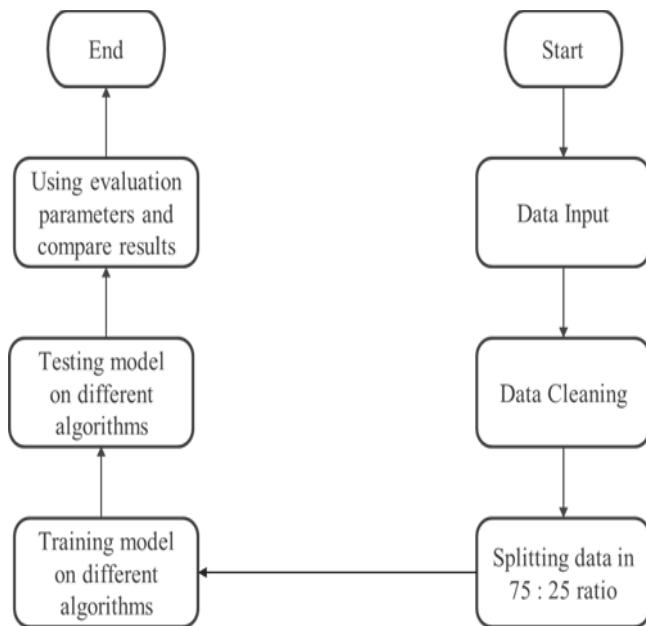 Start
Data Input
Data Cleaning
Splitting data in
75 : 25 ratio
Training model
on different
algorithms
Testing model
on different
algorithms
Using evaluation
parameters and
compare results
End